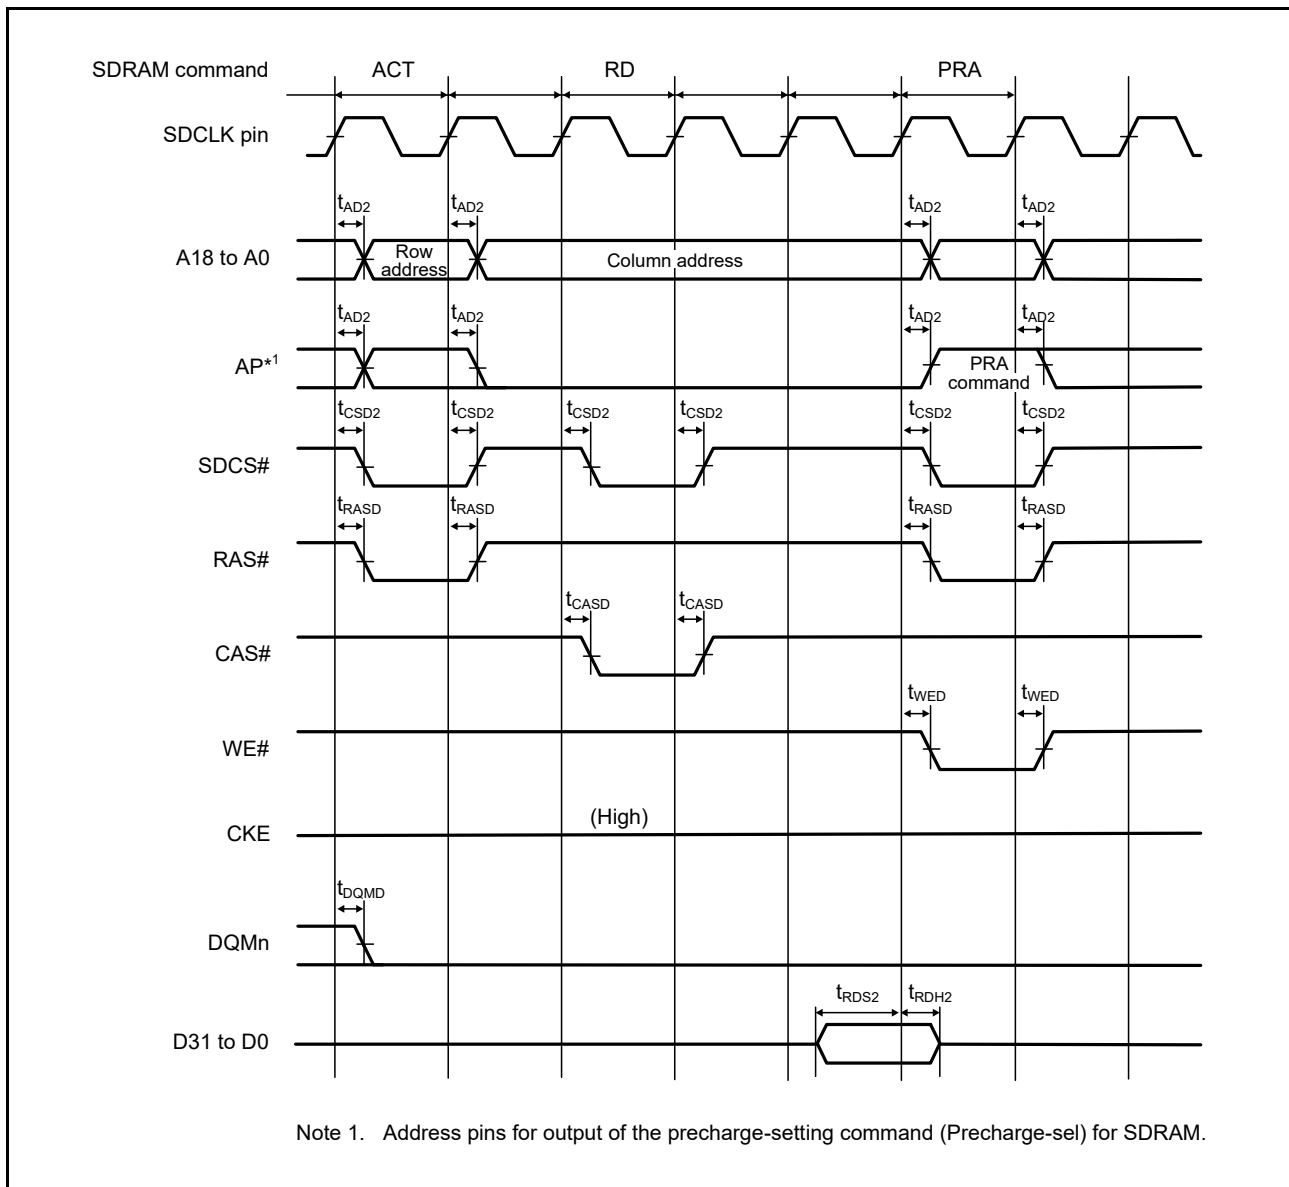 SDRAM command ACT RD PRA
SDCLK pin
tAD2 tAD2 tAD2 tAD2
A18 to A0 Row address Column address
tAD2 tAD2 tAD2 tAD2
AP*1 PRA command
tCSD2 tCSD2 tCSD2 tCSD2 tCSD2 tCSD2
SDCS#
tRASD tRASD tRASD tRASD
RAS#
tCASD tCASD
CAS#
tWED tWED
WE#
(High)
CKE
tDQMD
DQMn
tRDS2 tRDH2
D31 to D0
Note 1. Address pins for output of the precharge-setting command (Precharge-sel) for SDRAM.